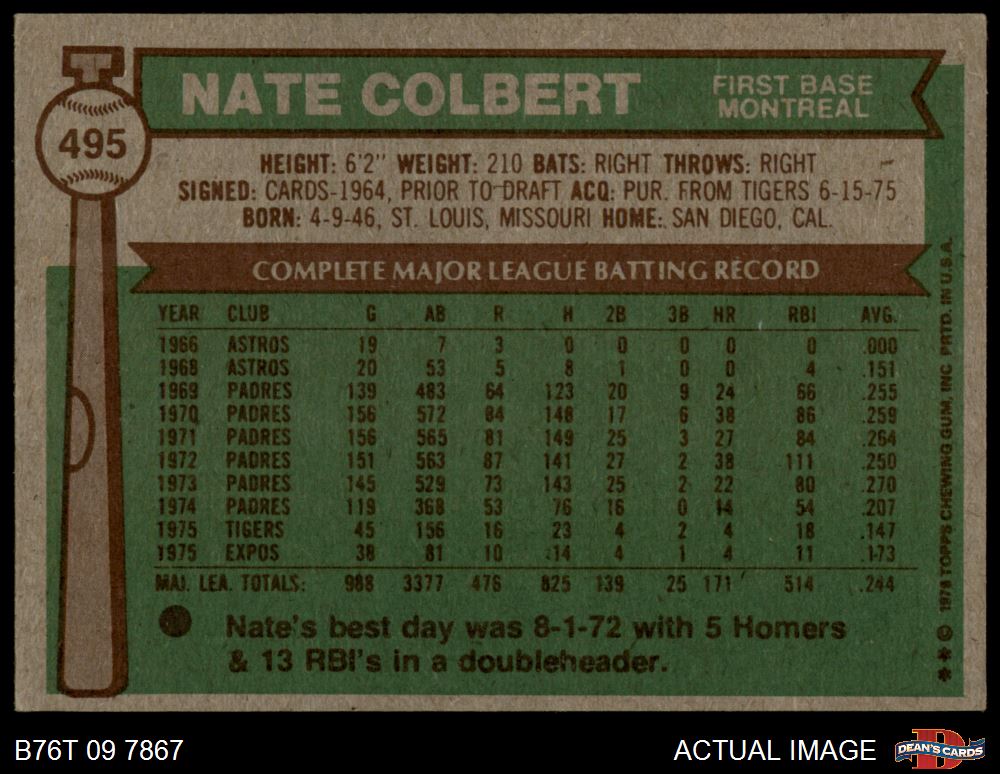 NATE COLBERT
FIRST BASE
MONTREAL
495
HEIGHT: 6'2" WEIGHT: 210 BATS: RIGHT THROWS: RIGHT
SIGNED: CARDS-1964, PRIOR TO DRAFT ACQ: PUR. FROM TIGERS 6-15-75
BORN: 4-9-46, ST. LOUIS, MISSOURI HOME: SAN DIEGO, CAL.
COMPLETE MAJOR LEAGUE BATTING RECORD
YEAR CLUB G AB R H 2B 3B HR RBI AVG.
1966 ASTROS 19 7 3 0 0 0 0 0 .000
1968 ASTROS 20 53 5 8 1 0 0 4 .151
1969 PADRES 139 483 64 123 20 9 24 66 .255
1970 PADRES 156 572 84 148 17 6 38 86 .259
1971 PADRES 156 565 81 149 25 3 27 84 .264
1972 PADRES 151 563 87 141 27 2 38 111 .250
1973 PADRES 145 529 73 143 25 2 22 80 .270
1974 PADRES 119 368 53 76 16 0 14 54 .207
1975 TIGERS 45 156 16 23 4 2 4 18 .147
1975 EXPOS 38 81 10 14 4 1 4 11 .173
MAJ. LEA. TOTALS: 988 3377 476 825 139 25 171 514 .244
Nate's best day was 8-1-72 with 5 Homers
& 13 RBI's in a doubleheader.
** © 1976 TOPPS CHEWING GUM, INC PRTD. IN U.S.A.
B76T 09 7867
ACTUAL IMAGE
D
DEAN'S CARDS